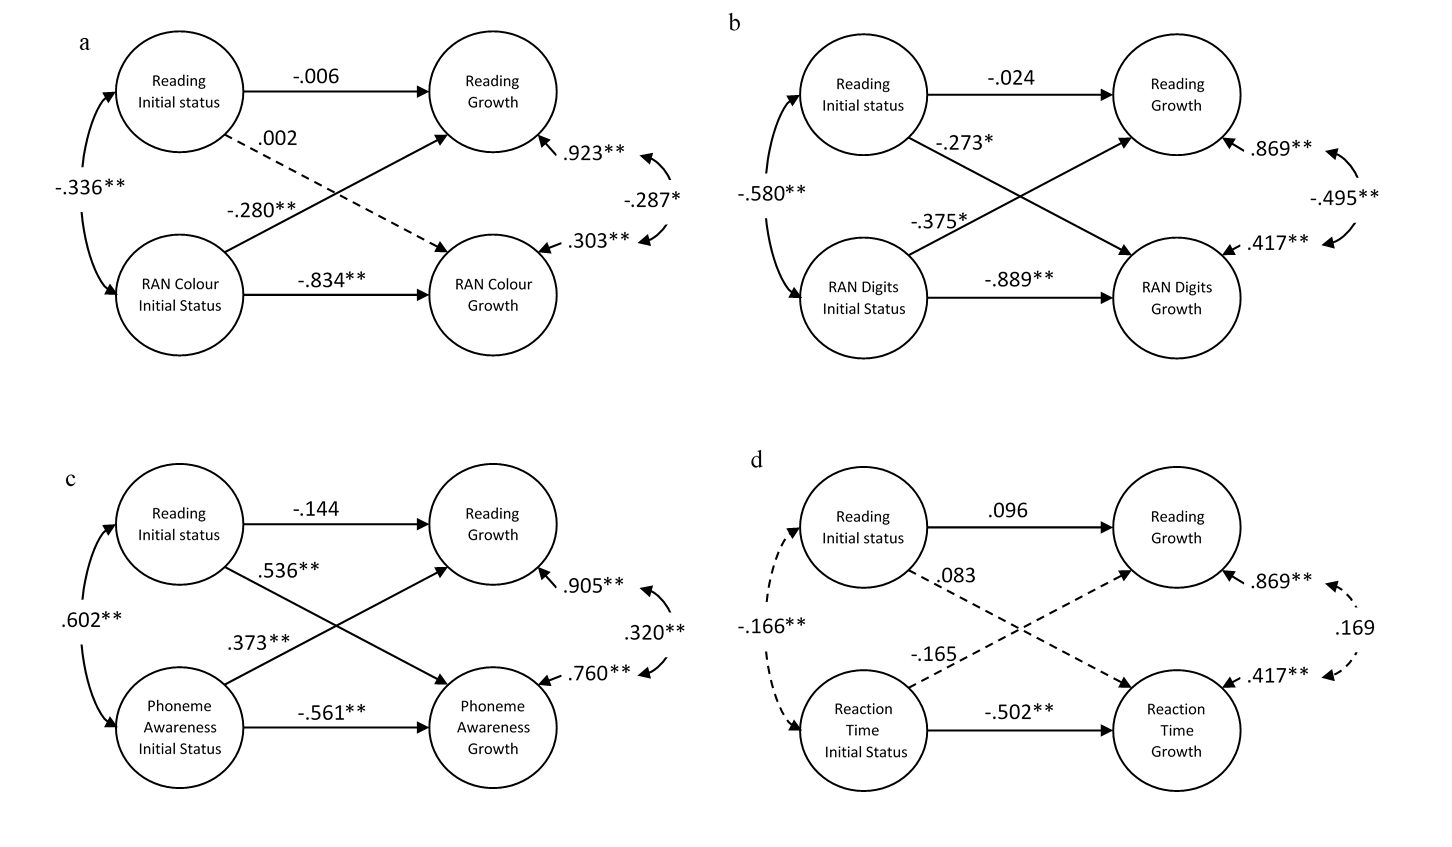 a
Reading
Initial status
-.006
Reading
Growth
.002
.923**
-.336**
-.287*
-.280**
.303**
RAN Colour
Initial Status
-.834**
RAN Colour
Growth
b
Reading
Initial status
-.024
Reading
Growth
-.273*
.869**
-.580**
-.495**
-.375*
.417**
RAN Digits
Initial Status
-.889**
RAN Digits
Growth
c
Reading
Initial status
-.144
Reading
Growth
.536**
.905**
.602**
.320**
.373**
.760**
Phoneme
Awareness
Initial Status
-.561**
Phoneme
Awareness
Growth
d
Reading
Initial status
.096
Reading
Growth
.083
.869**
-.166**
.169
-.165
.417**
Reaction
Time
Initial Status
-.502**
Reaction
Time
Growth